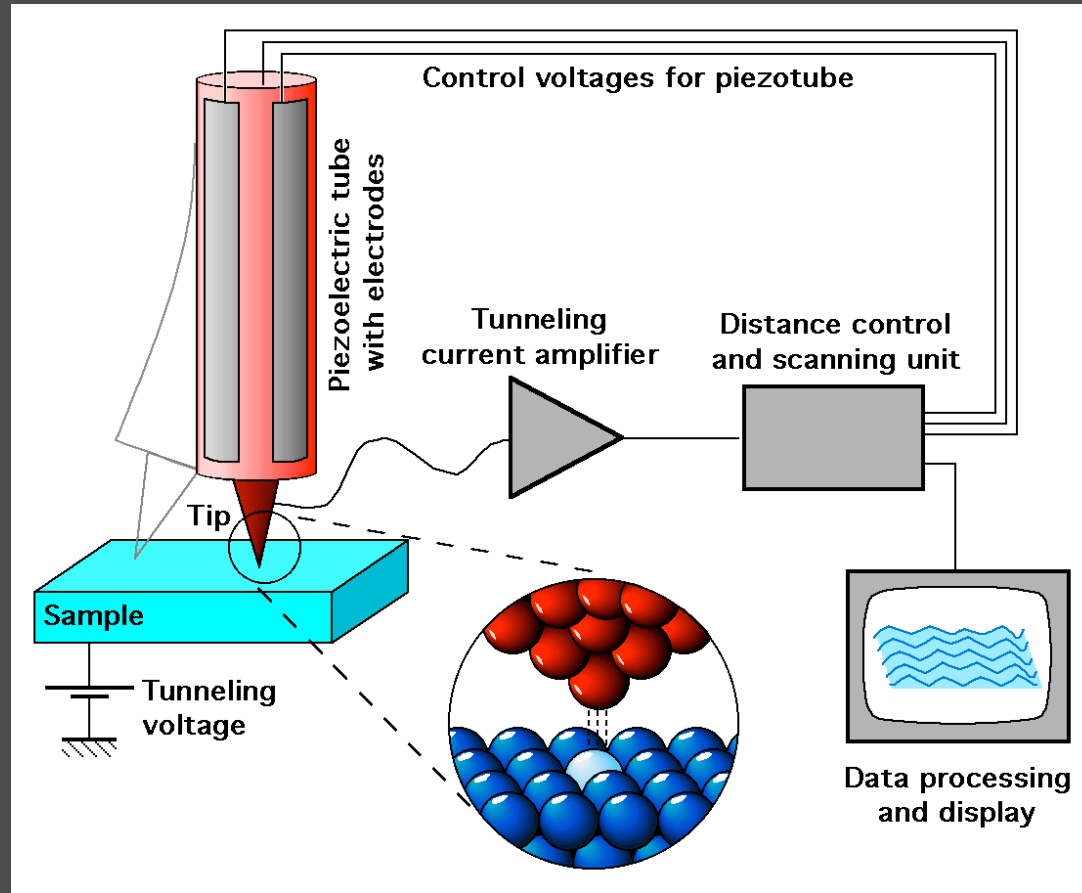 Control voltages for piezotube
Piezoelectric tube
with electrodes
Tunneling
current amplifier
Distance control
and scanning unit
Tip
Sample
Tunneling
voltage
Data processing
and display